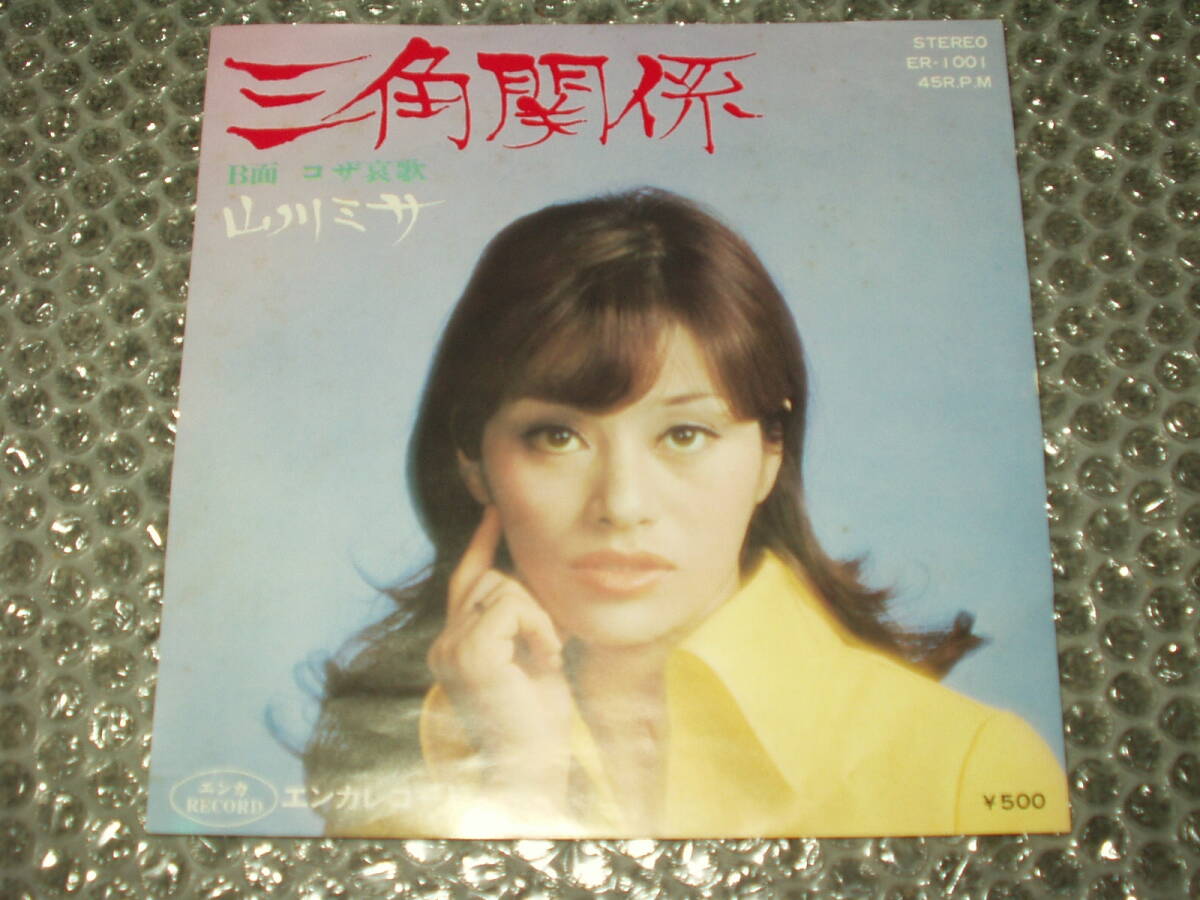 三角関係
B面 コザ哀歌
山川ミサ
STEREO
ER-1001
45R.P.M
エンカ
RECORD
エンカレコード
¥500